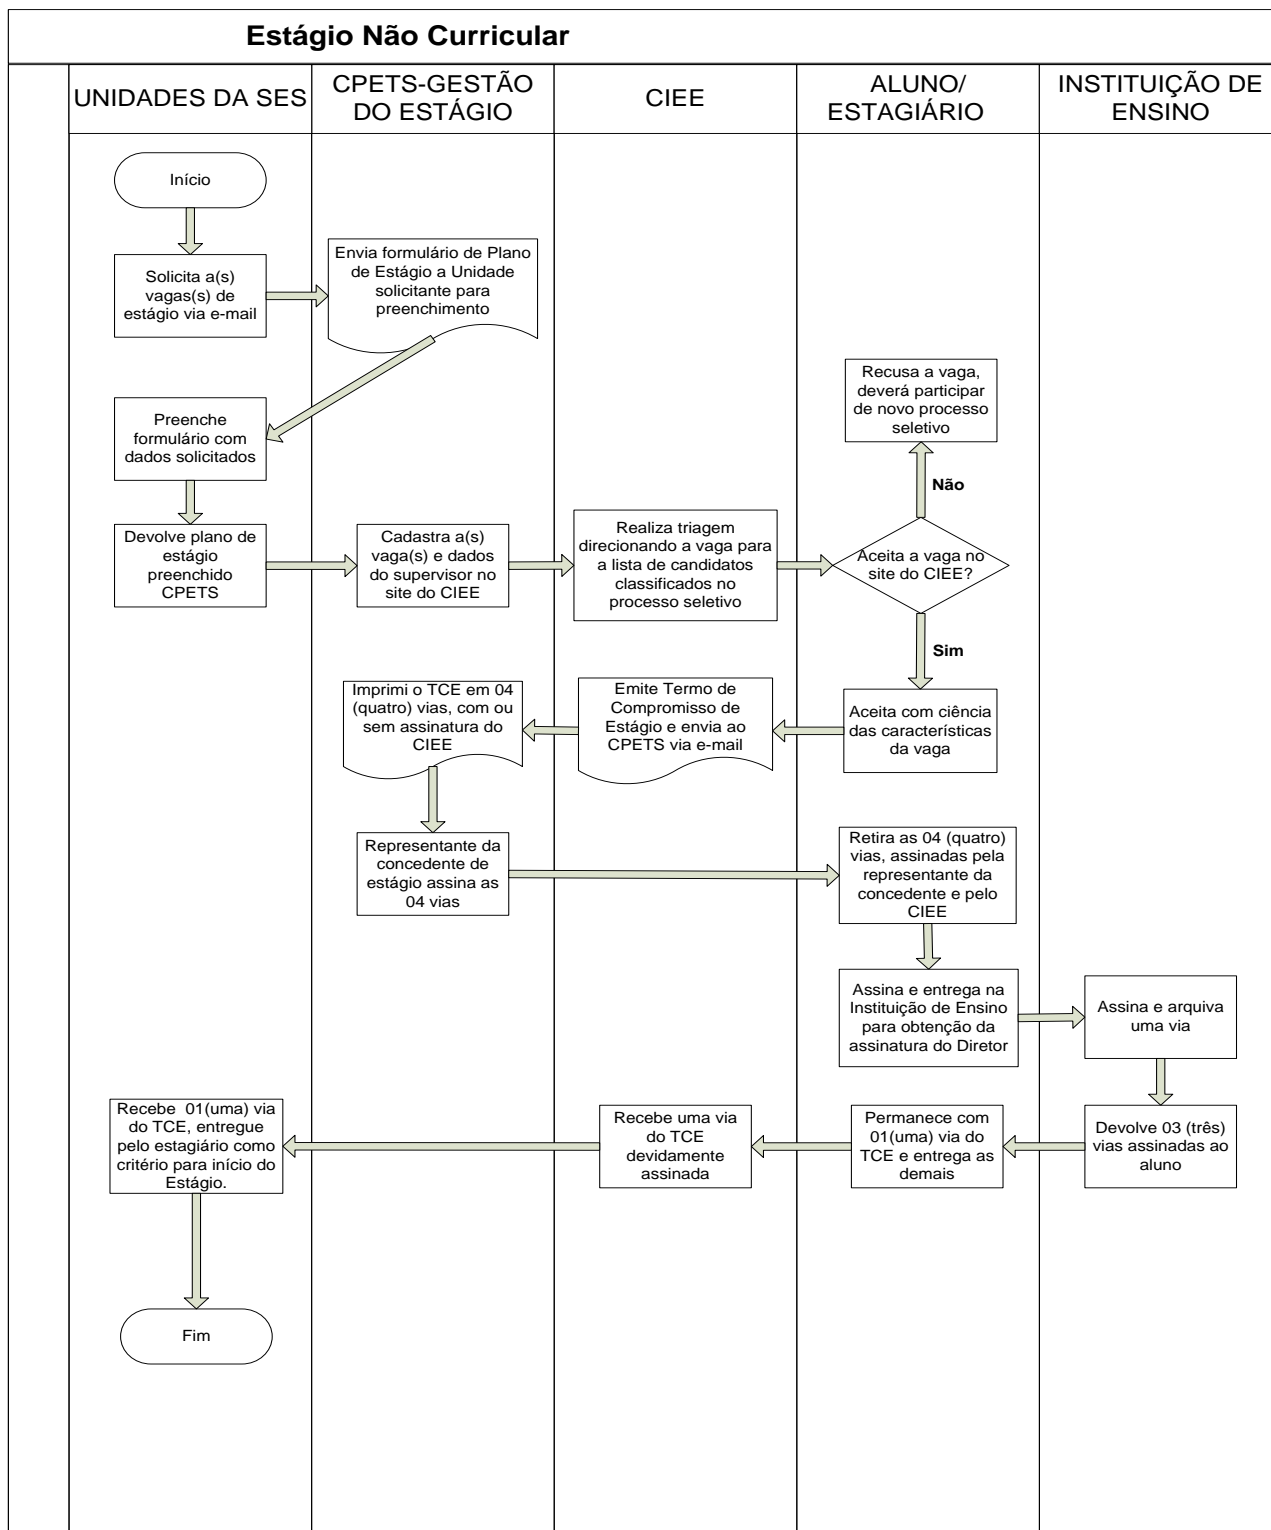 Estágio Não Curricular
UNIDADES DA SES
CPETS-GESTÃO
DO ESTÁGIO
CIEE
ALUNO/
ESTAGIÁRIO
INSTITUIÇÃO DE
ENSINO
Início
Solicita a(s)
vagas(s) de
estágio via e-mail
Envia formulário de Plano
de Estágio a Unidade
solicitante para
preenchimento
Preenche
formulário com
dados solicitados
Recusa a vaga,
deverá participar
de novo processo
seletivo
Não
Devolve plano de
estágio
preenchido
CPETS
Cadastra a(s)
vaga(s) e dados
do supervisor no
site do CIEE
Realiza triagem
direcionando a vaga para
a lista de candidatos
classificados no
processo seletivo
Aceita a vaga no
site do CIEE?
Sim
Imprimi o TCE em 04
(quatro) vias, com ou
sem assinatura do
CIEE
Emite Termo de
Compromisso de
Estágio e envia ao
CPETS via e-mail
Aceita com ciência
das características
da vaga
Representante da
concedente de
estágio assina as
04 vias
Retira as 04 (quatro)
vias, assinadas pela
representante da
concedente e pelo
CIEE
Assina e entrega na
Instituição de Ensino
para obtenção da
assinatura do Diretor
Assina e arquiva
uma via
Recebe  01(uma) via
do TCE, entregue
pelo estagiário como
critério para início do
Estágio.
Recebe uma via
do TCE
devidamente
assinada
Permanece com
01(uma) via do
TCE e entrega as
demais
Devolve 03 (três)
vias assinadas ao
aluno
Fim